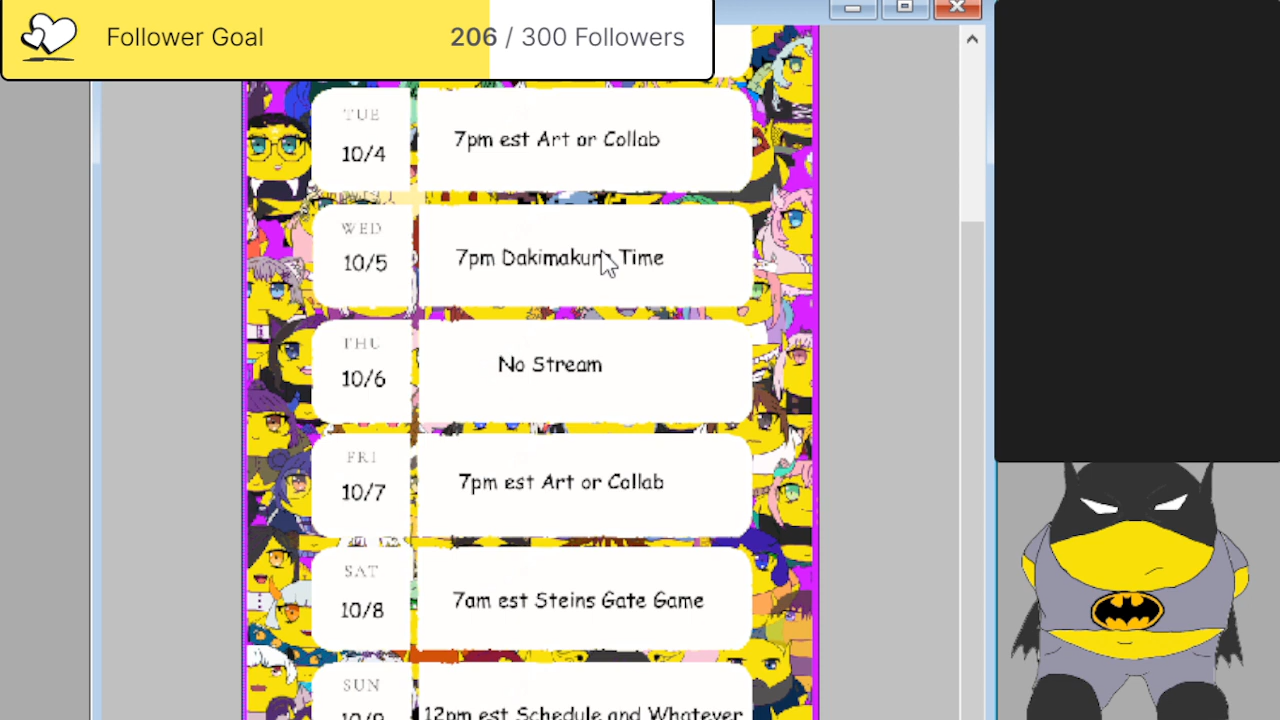 Follower Goal
206 / 300 Followers
TUE
10/4
7pm est Art or Collab
WED
10/5
7pm Dakimakura Time
THU
10/6
No Stream
FRI
10/7
7pm est Art or Collab
SAT
10/8
7am est Steins Gate Game
SUN
10/9
12pm est Schedule and Whatever